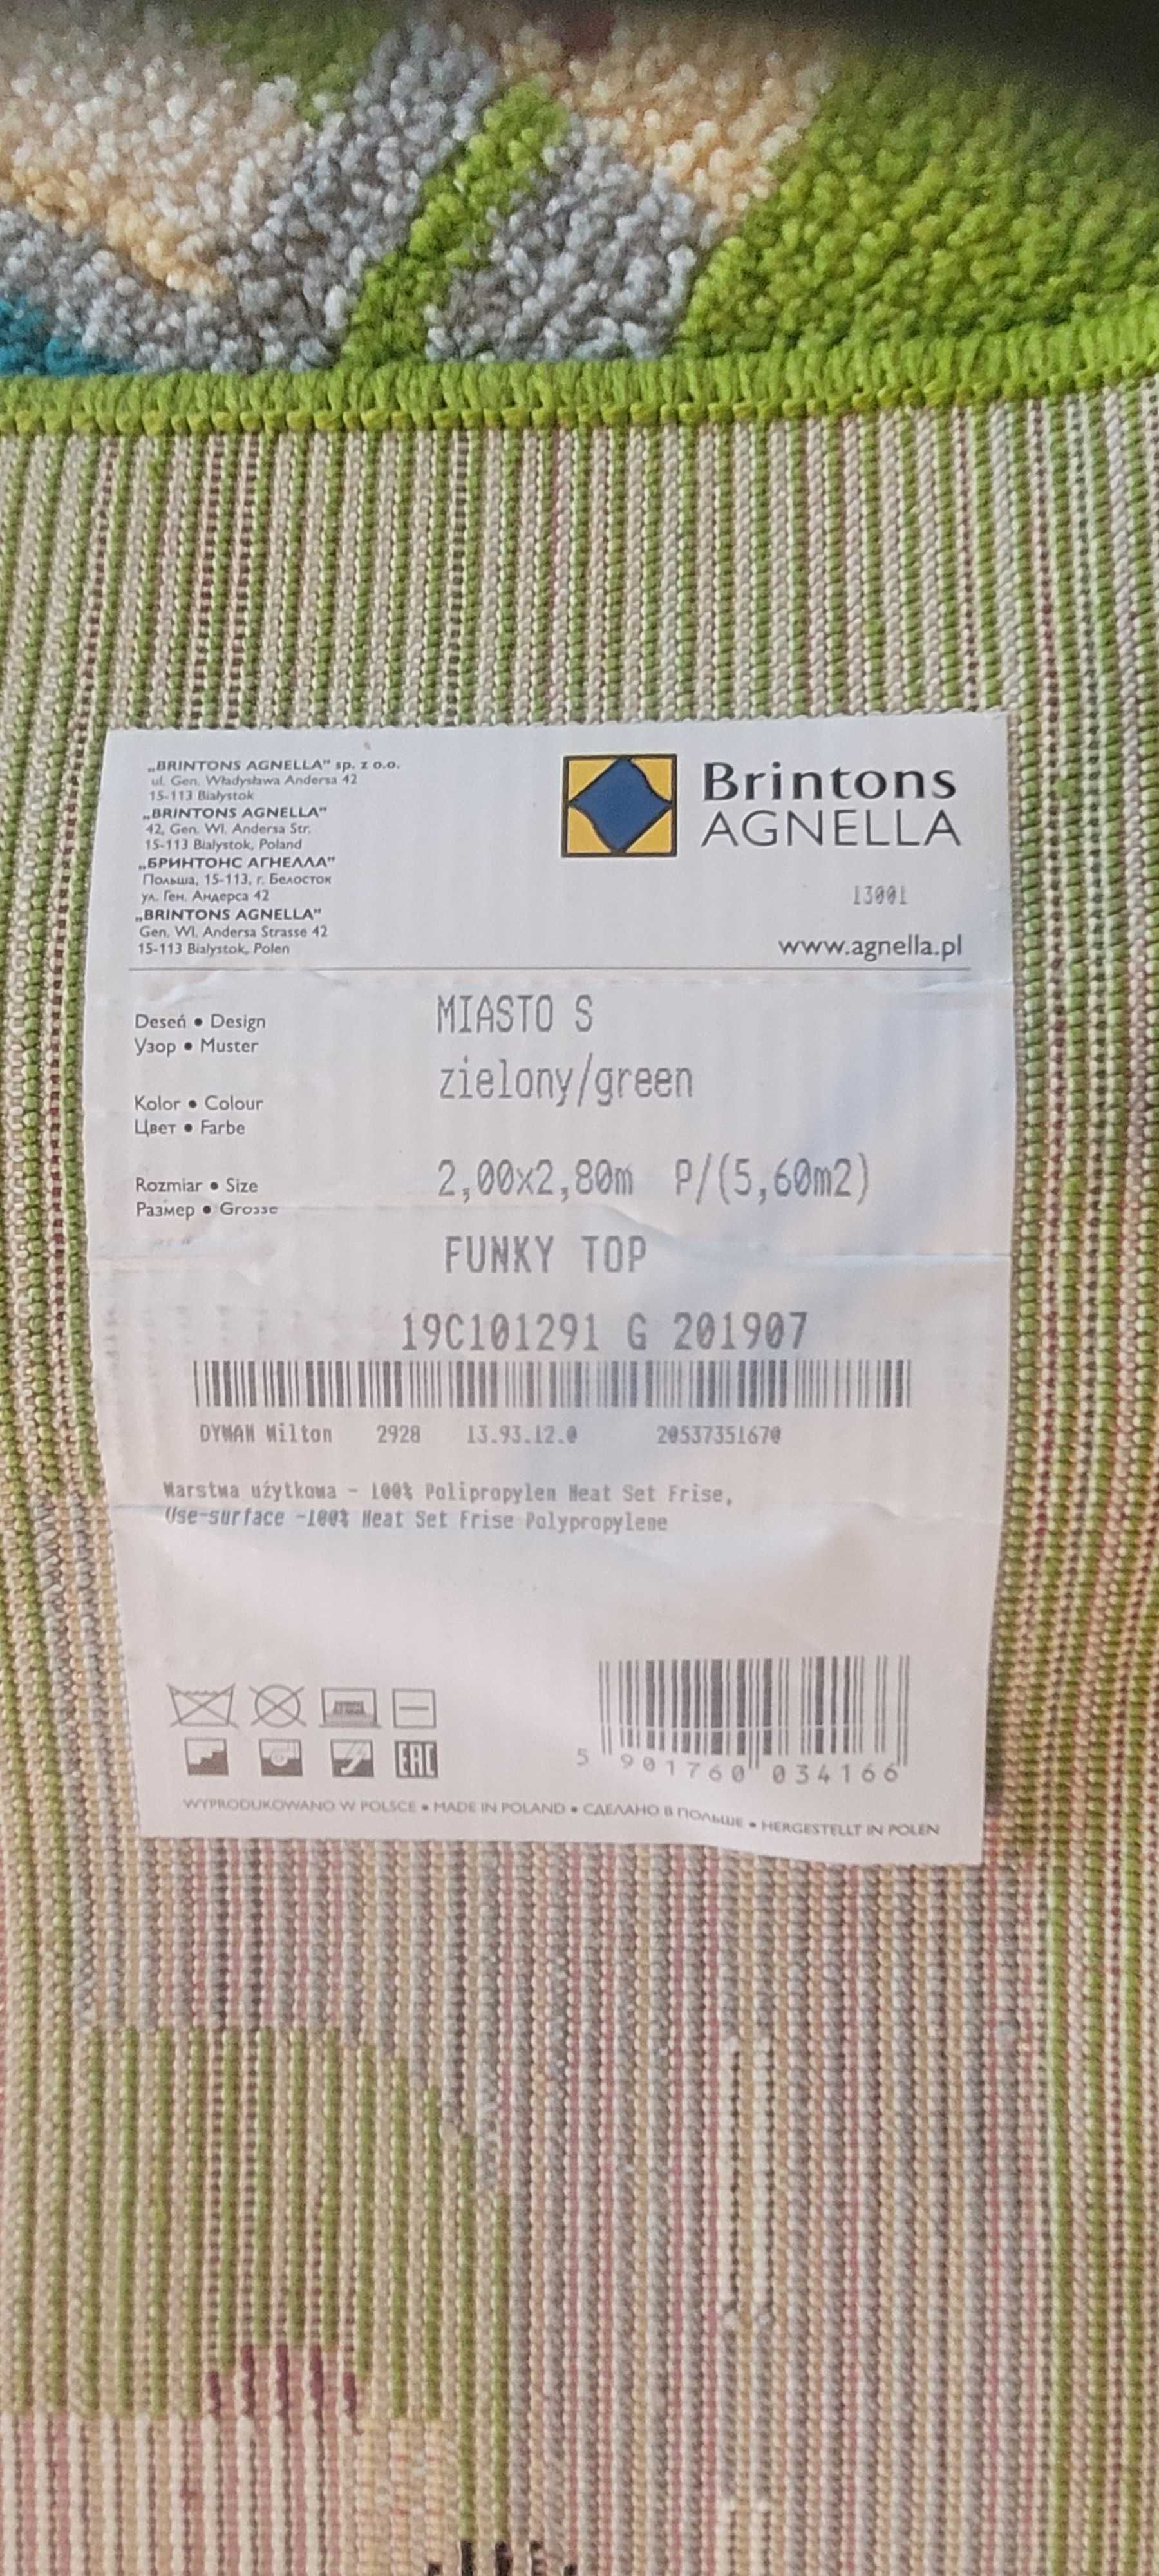 „BRINTONS AGNELLA” sp. z o.o.
ul. Gen. Władysława Andersa 42
15-113 Białystok
„BRINTONS AGNELLA”
42, Gen. Wl. Andersa Str.
15-113 Bialystok, Poland
„БРИНТОНС АГНЕЛЛА”
Польша, 15-113, г. Белосток
ул. Ген. Андерса 42
„BRINTONS AGNELLA”
Gen. Wl. Andersa Strasse 42
15-113 Bialystok, Polen
Brintons
AGNELLA
13001
www.agnella.pl
Deseń • Design
Узор • Muster
MIASTO S
Kolor • Colour
Цвет • Farbe
zielony/green
Rozmiar • Size
Размер • Grosse
2,00x2,80m P/(5,60m2)
FUNKY TOP
19C101291 G 201907
DYWAN Wilton 2928 13.93.12.0 20537351670
Warstwa użytkowa - 100% Polipropylen Heat Set Frise,
Use-surface -100% Heat Set Frise Polypropylene
EAC
5 901760 034166
WYPRODUKOWANO W POLSCE • MADE IN POLAND • СДЕЛАНО В ПОЛЬШЕ • HERGESTELLT IN POLEN